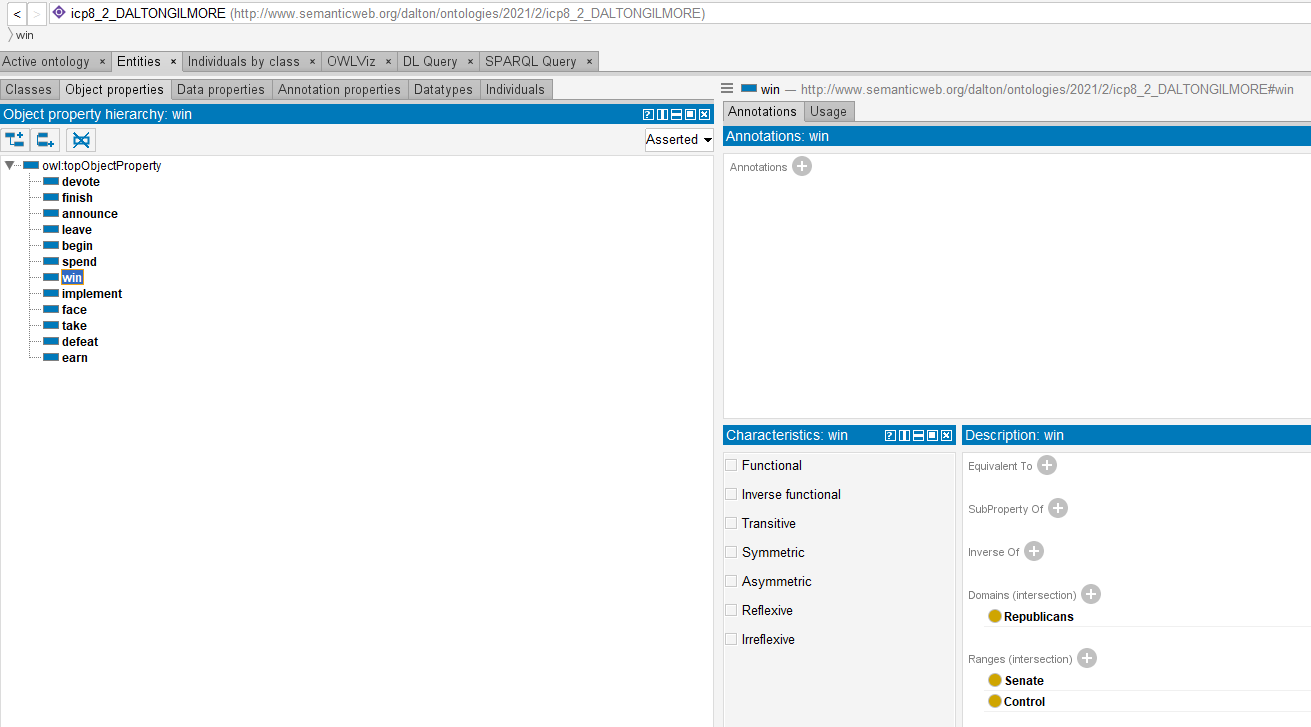 < > icp8_2_DALTONGILMORE (http://www.semanticweb.org/dalton/ontologies/2021/2/icp8_2_DALTONGILMORE)
win
Active ontology × Entities × Individuals by class × OWLViz × DL Query × SPARQL Query ×
Classes Object properties Data properties Annotation properties Datatypes Individuals
Object property hierarchy: win
Asserted
owl:topObjectProperty
devote
finish
announce
leave
begin
spend
win
implement
face
take
defeat
earn
win — http://www.semanticweb.org/dalton/ontologies/2021/2/icp8_2_DALTONGILMORE#win
Annotations Usage
Annotations: win
Annotations
Characteristics: win
Functional
Inverse functional
Transitive
Symmetric
Asymmetric
Reflexive
Irreflexive
Description: win
Equivalent To
SubProperty Of
Inverse Of
Domains (intersection)
Republicans
Ranges (intersection)
Senate
Control